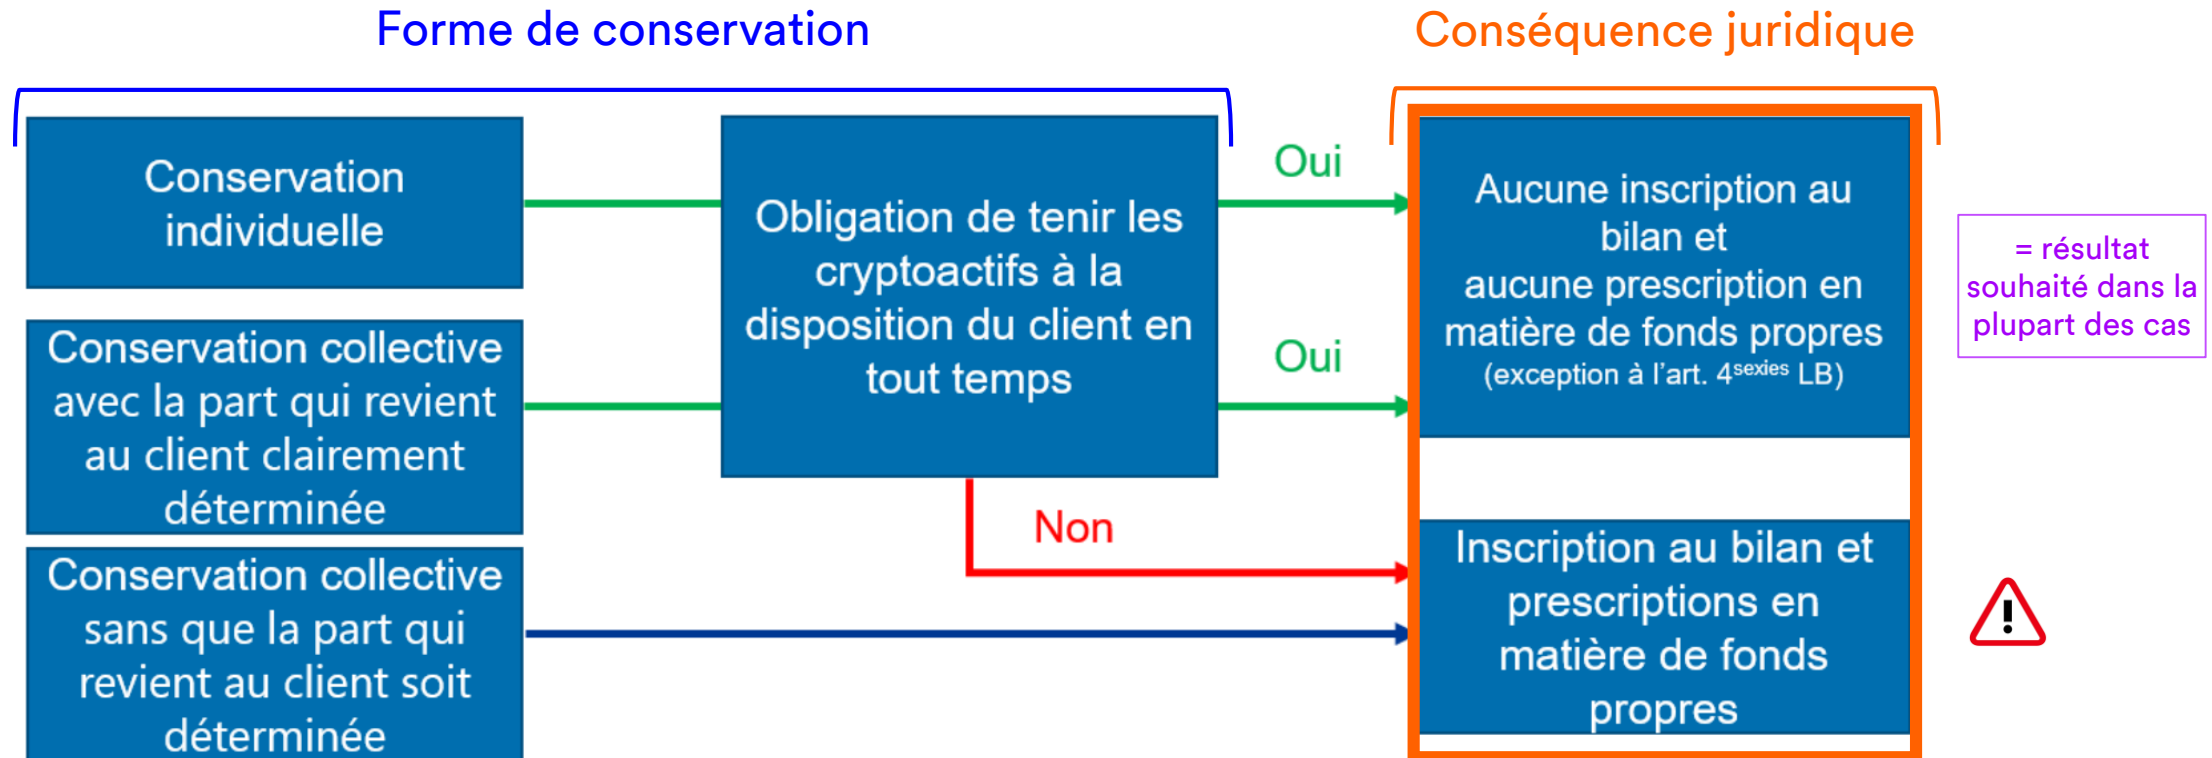 Forme de conservation
Conséquence juridique
Conservation
individuelle
Conservation collective
avec la part qui revient
au client clairement
déterminée
Conservation collective
sans que la part qui
revient au client soit
déterminée
Obligation de tenir les
cryptoactifs à la
disposition du client en
tout temps
Oui
Oui
Non
Aucune inscription au
bilan et
aucune prescription en
matière de fonds propres
(exception à l'art. 4sexies LB)
Inscription au bilan et
prescriptions en
matière de fonds
propres
= résultat
souhaité dans la
plupart des cas
!